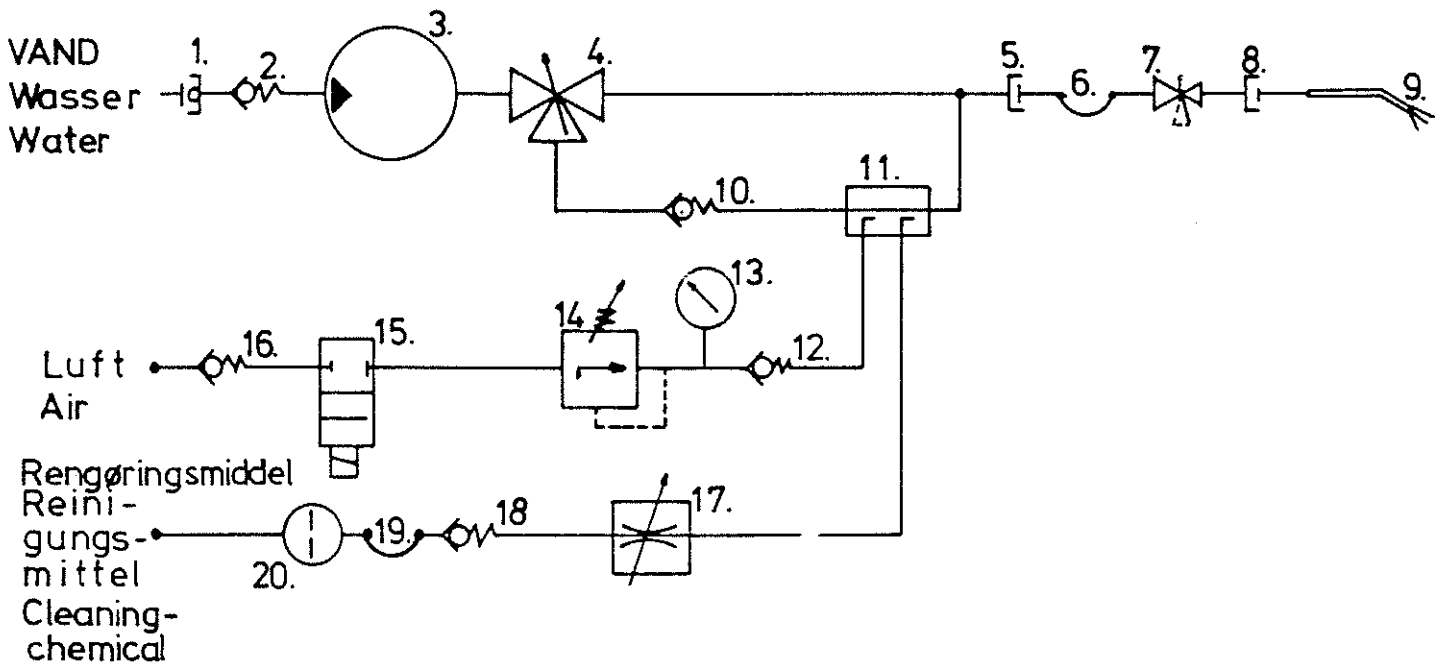 VAND
Wasser
Water
1.
2.
3.
4.
5.
6.
7.
8.
9.
10.
11.
Luft
Air
16.
15.
14
13.
12.
Rengøringsmiddel
Reini-
gungs-
mittel
Cleaning-
chemical
20.
19.
18
17.